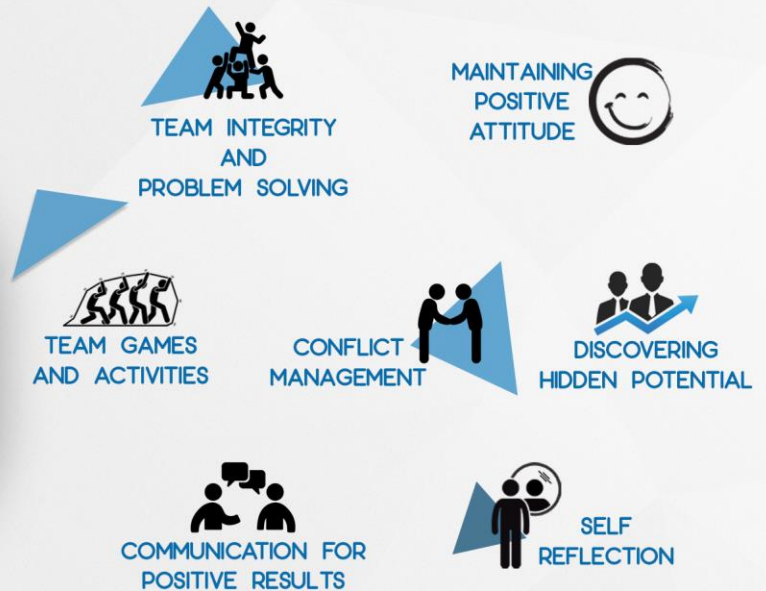 TEAM INTEGRITY
AND
PROBLEM SOLVING
MAINTAINING
POSITIVE
ATTITUDE
TEAM GAMES
AND ACTIVITIES
CONFLICT
MANAGEMENT
DISCOVERING
HIDDEN POTENTIAL
COMMUNICATION FOR
POSITIVE RESULTS
SELF
REFLECTION